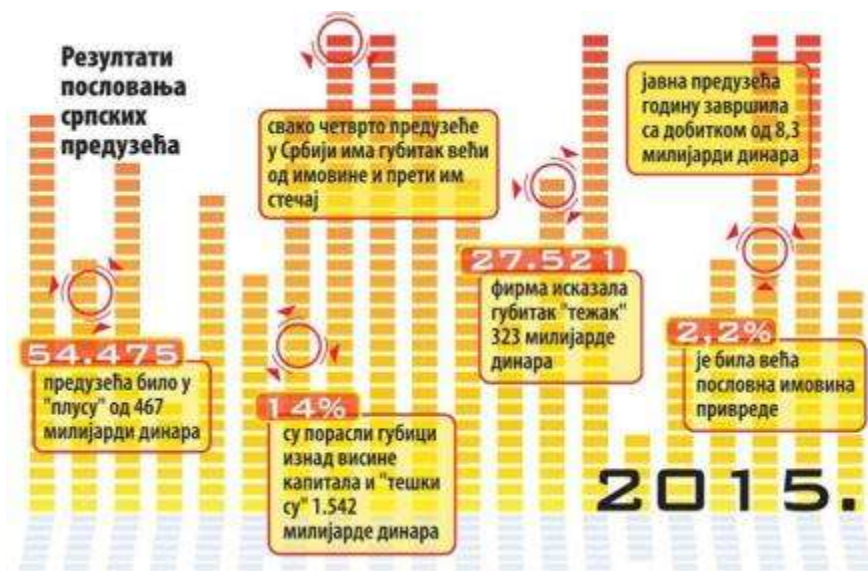 Резултати
пословања
српских
предузећа
свако четврто предузеће
у Србији има губитак већи
од имовине и прети им
стечај
јавна предузећа
годину завршила
са добитком од 8,3
милијарди динара
54.475
предузећа било у
"плусу" од 467
милијарди динара
14%
су порасли губици
изнад висине
капитала и "тешки
су" 1.542
милијарде динара
27.521
фирма исказала
губитак "тежак"
323 милијарде
динара
2,2%
је била већа
пословна имовина
привреде
2015.